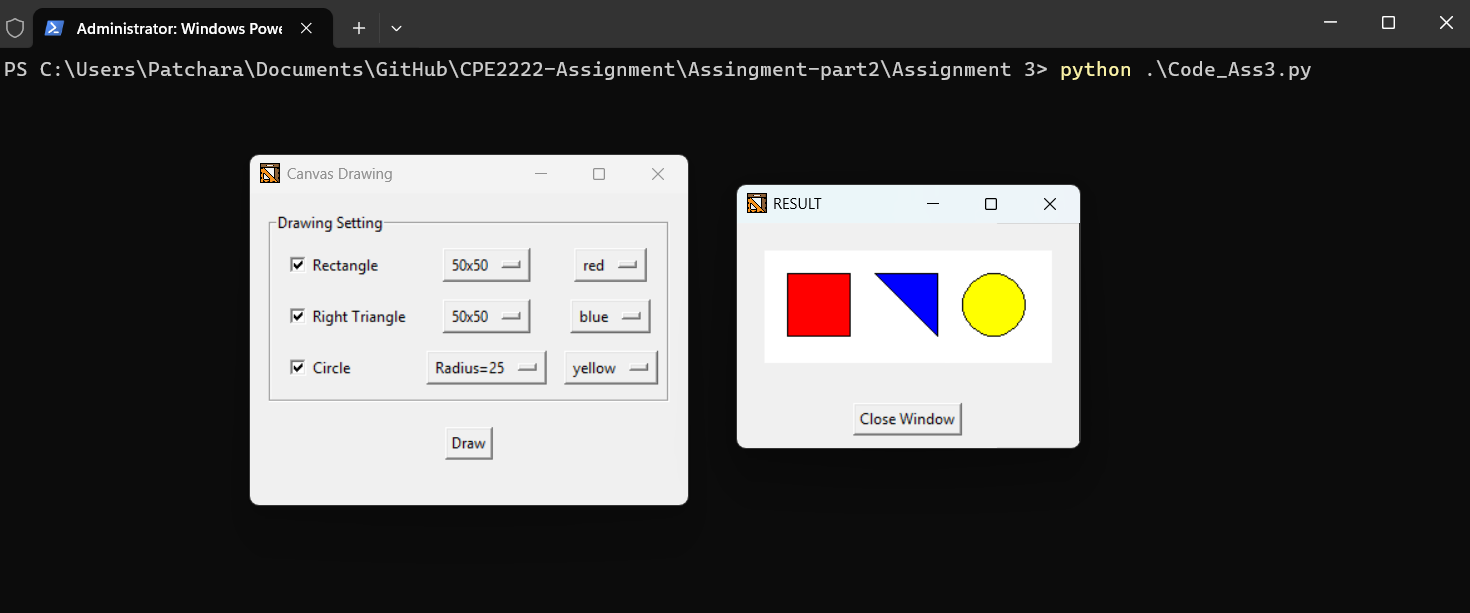 Administrator: Windows Powe
PS C:\Users\Patchara\Documents\GitHub\CPE2222-Assignment\Assingment-part2\Assignment 3> python .\Code_Ass3.py
Canvas Drawing
Drawing Setting
Rectangle 50x50 red
Right Triangle 50x50 blue
Circle Radius=25 yellow
Draw
RESULT
Close Window